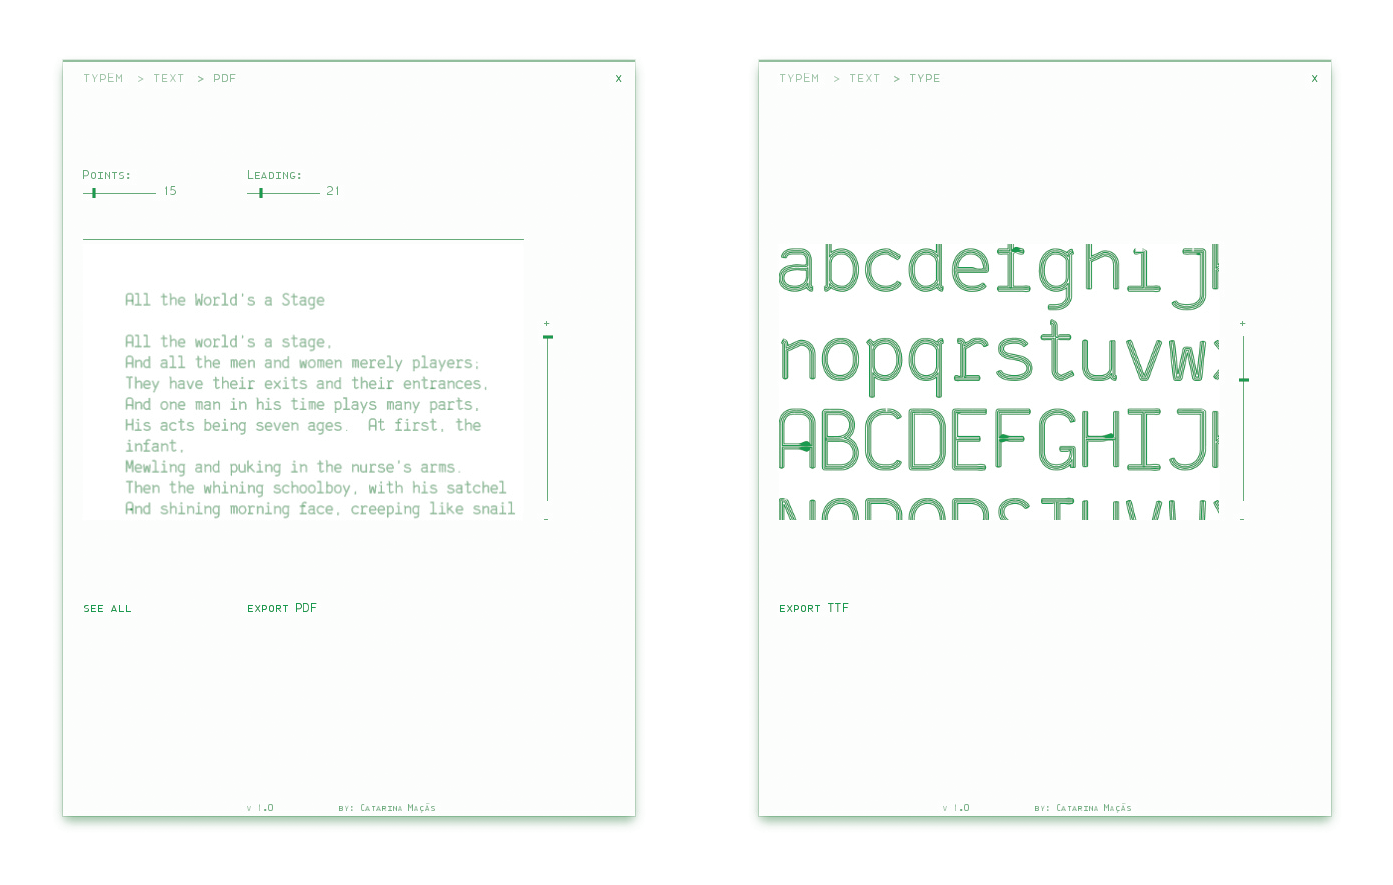 TYPEM > TEXT > PDF X
POINTS: LEADING:
15 21
All the World's a Stage
All the world's a stage,
And all the men and women merely players;
They have their exits and their entrances,
And one man in his time plays many parts,
His acts being seven ages. At first, the
infant,
Mewling and puking in the nurse's arms.
Then the whining schoolboy, with his satchel
And shining morning face, creeping like snail
+
-
SEE ALL EXPORT PDF
V 1.0 BY: CATARINA MAÇÃS
TYPEM > TEXT > TYPE X
abcdefghij
nopqrstuvw
ABCDEFGHIJ
NOPQRSTUVW
+
-
EXPORT TTF
V 1.0 BY: CATARINA MAÇÃS